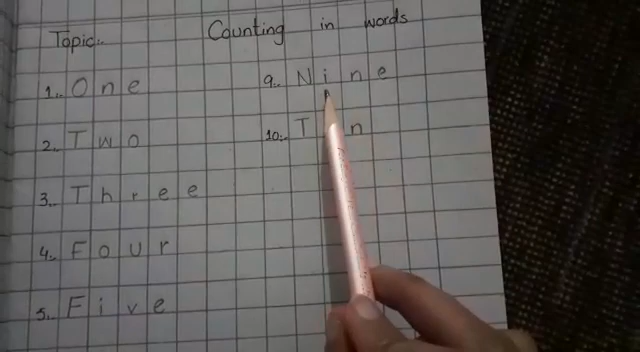 Topic:. Counting in words
1.. One
2.. Two
3.. Three
4.. Four
5.. Five
9.. Nine
10..